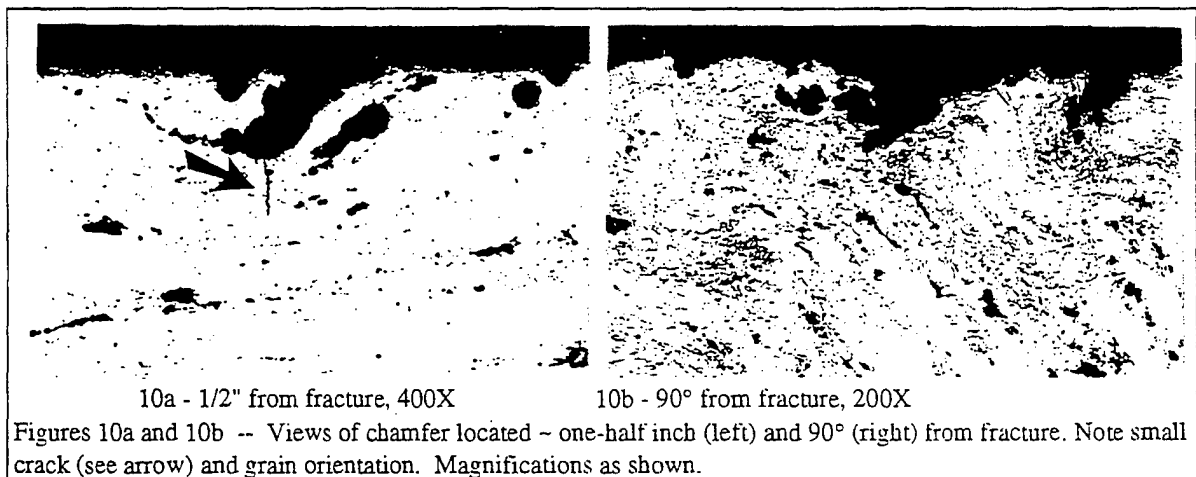 10a - 1/2" from fracture, 400X
10b - 90° from fracture, 200X
Figures 10a and 10b -- Views of chamfer located ~ one-half inch (left) and 90° (right) from fracture. Note small
crack (see arrow) and grain orientation. Magnifications as shown.